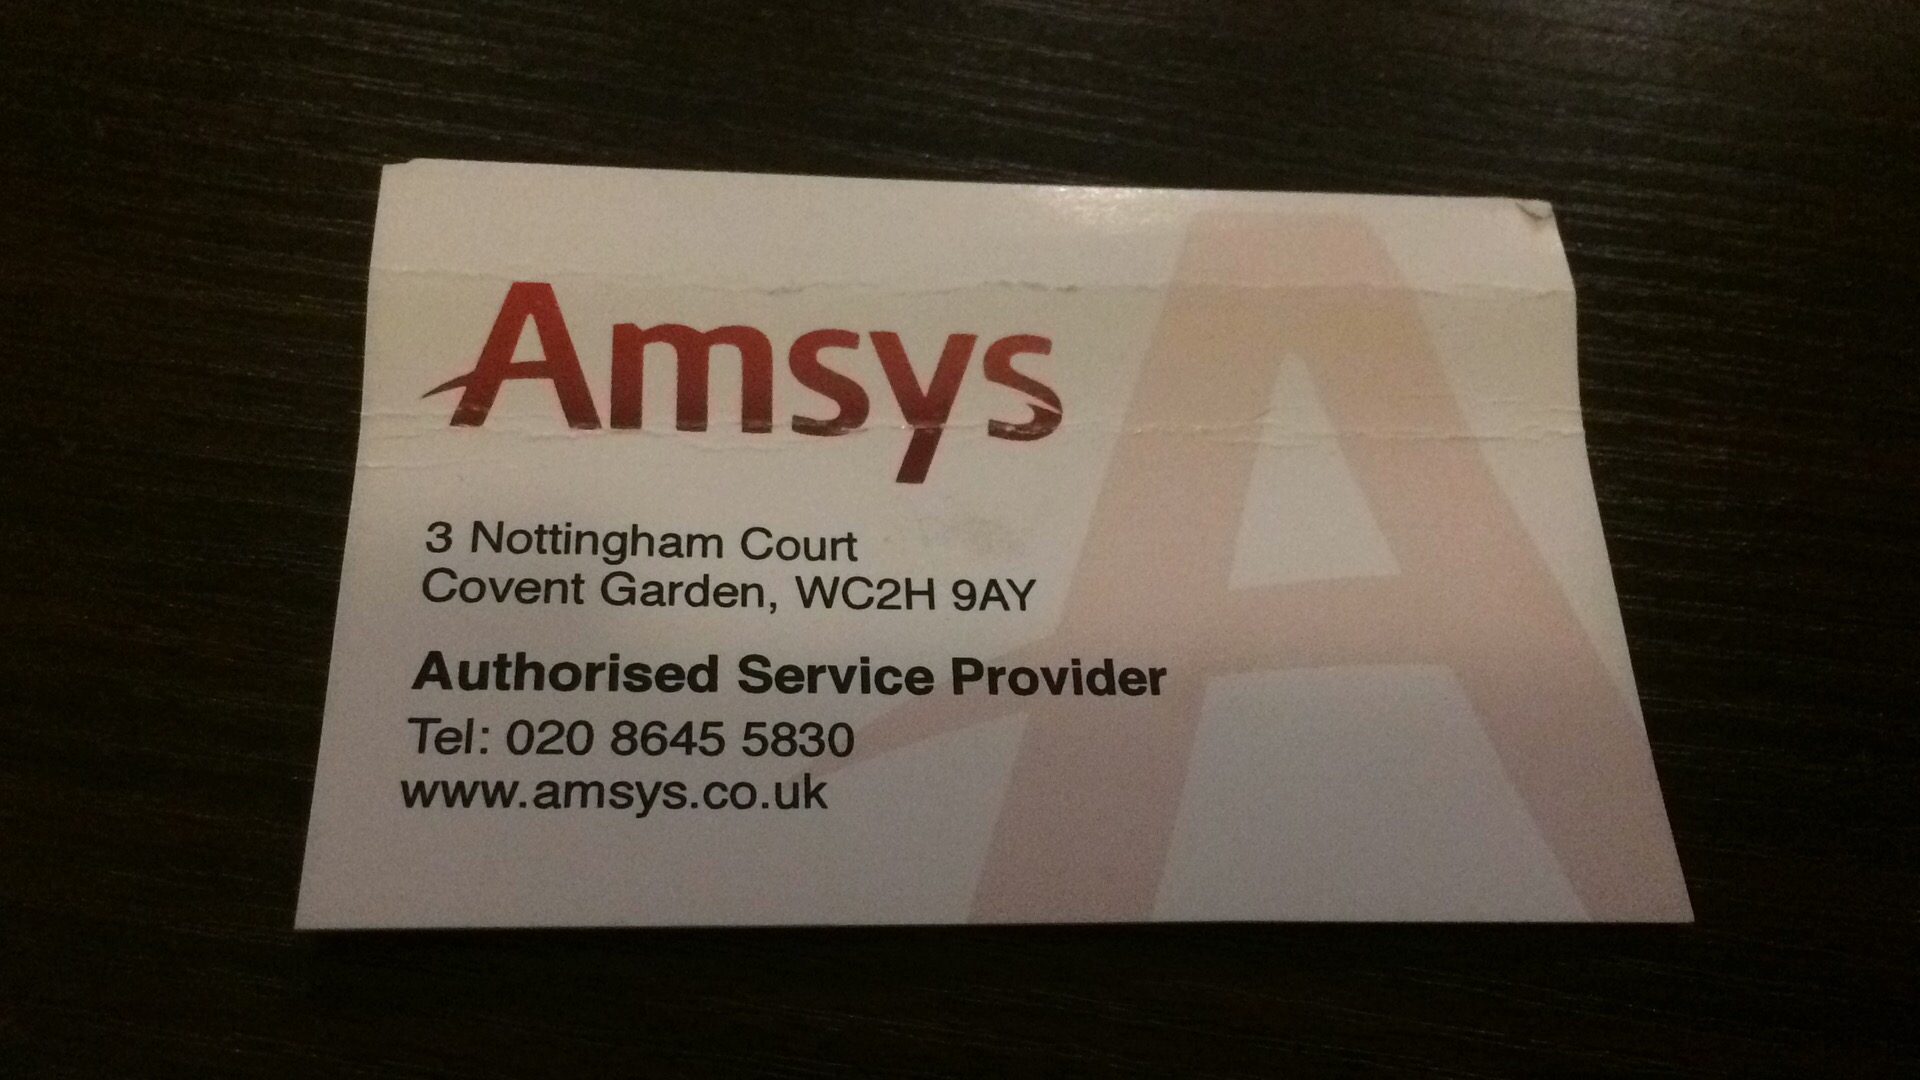 Amsys
3 Nottingham Court
Covent Garden, WC2H 9AY
Authorised Service Provider
Tel: 020 8645 5830
www.amsys.co.uk